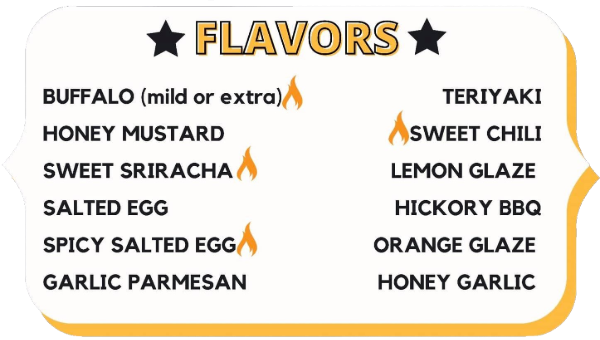 FLAVORS
BUFFALO (mild or extra)
HONEY MUSTARD
SWEET SRIRACHA
SALTED EGG
SPICY SALTED EGG
GARLIC PARMESAN
TERIYAKI
SWEET CHILI
LEMON GLAZE
HICKORY BBQ
ORANGE GLAZE
HONEY GARLIC